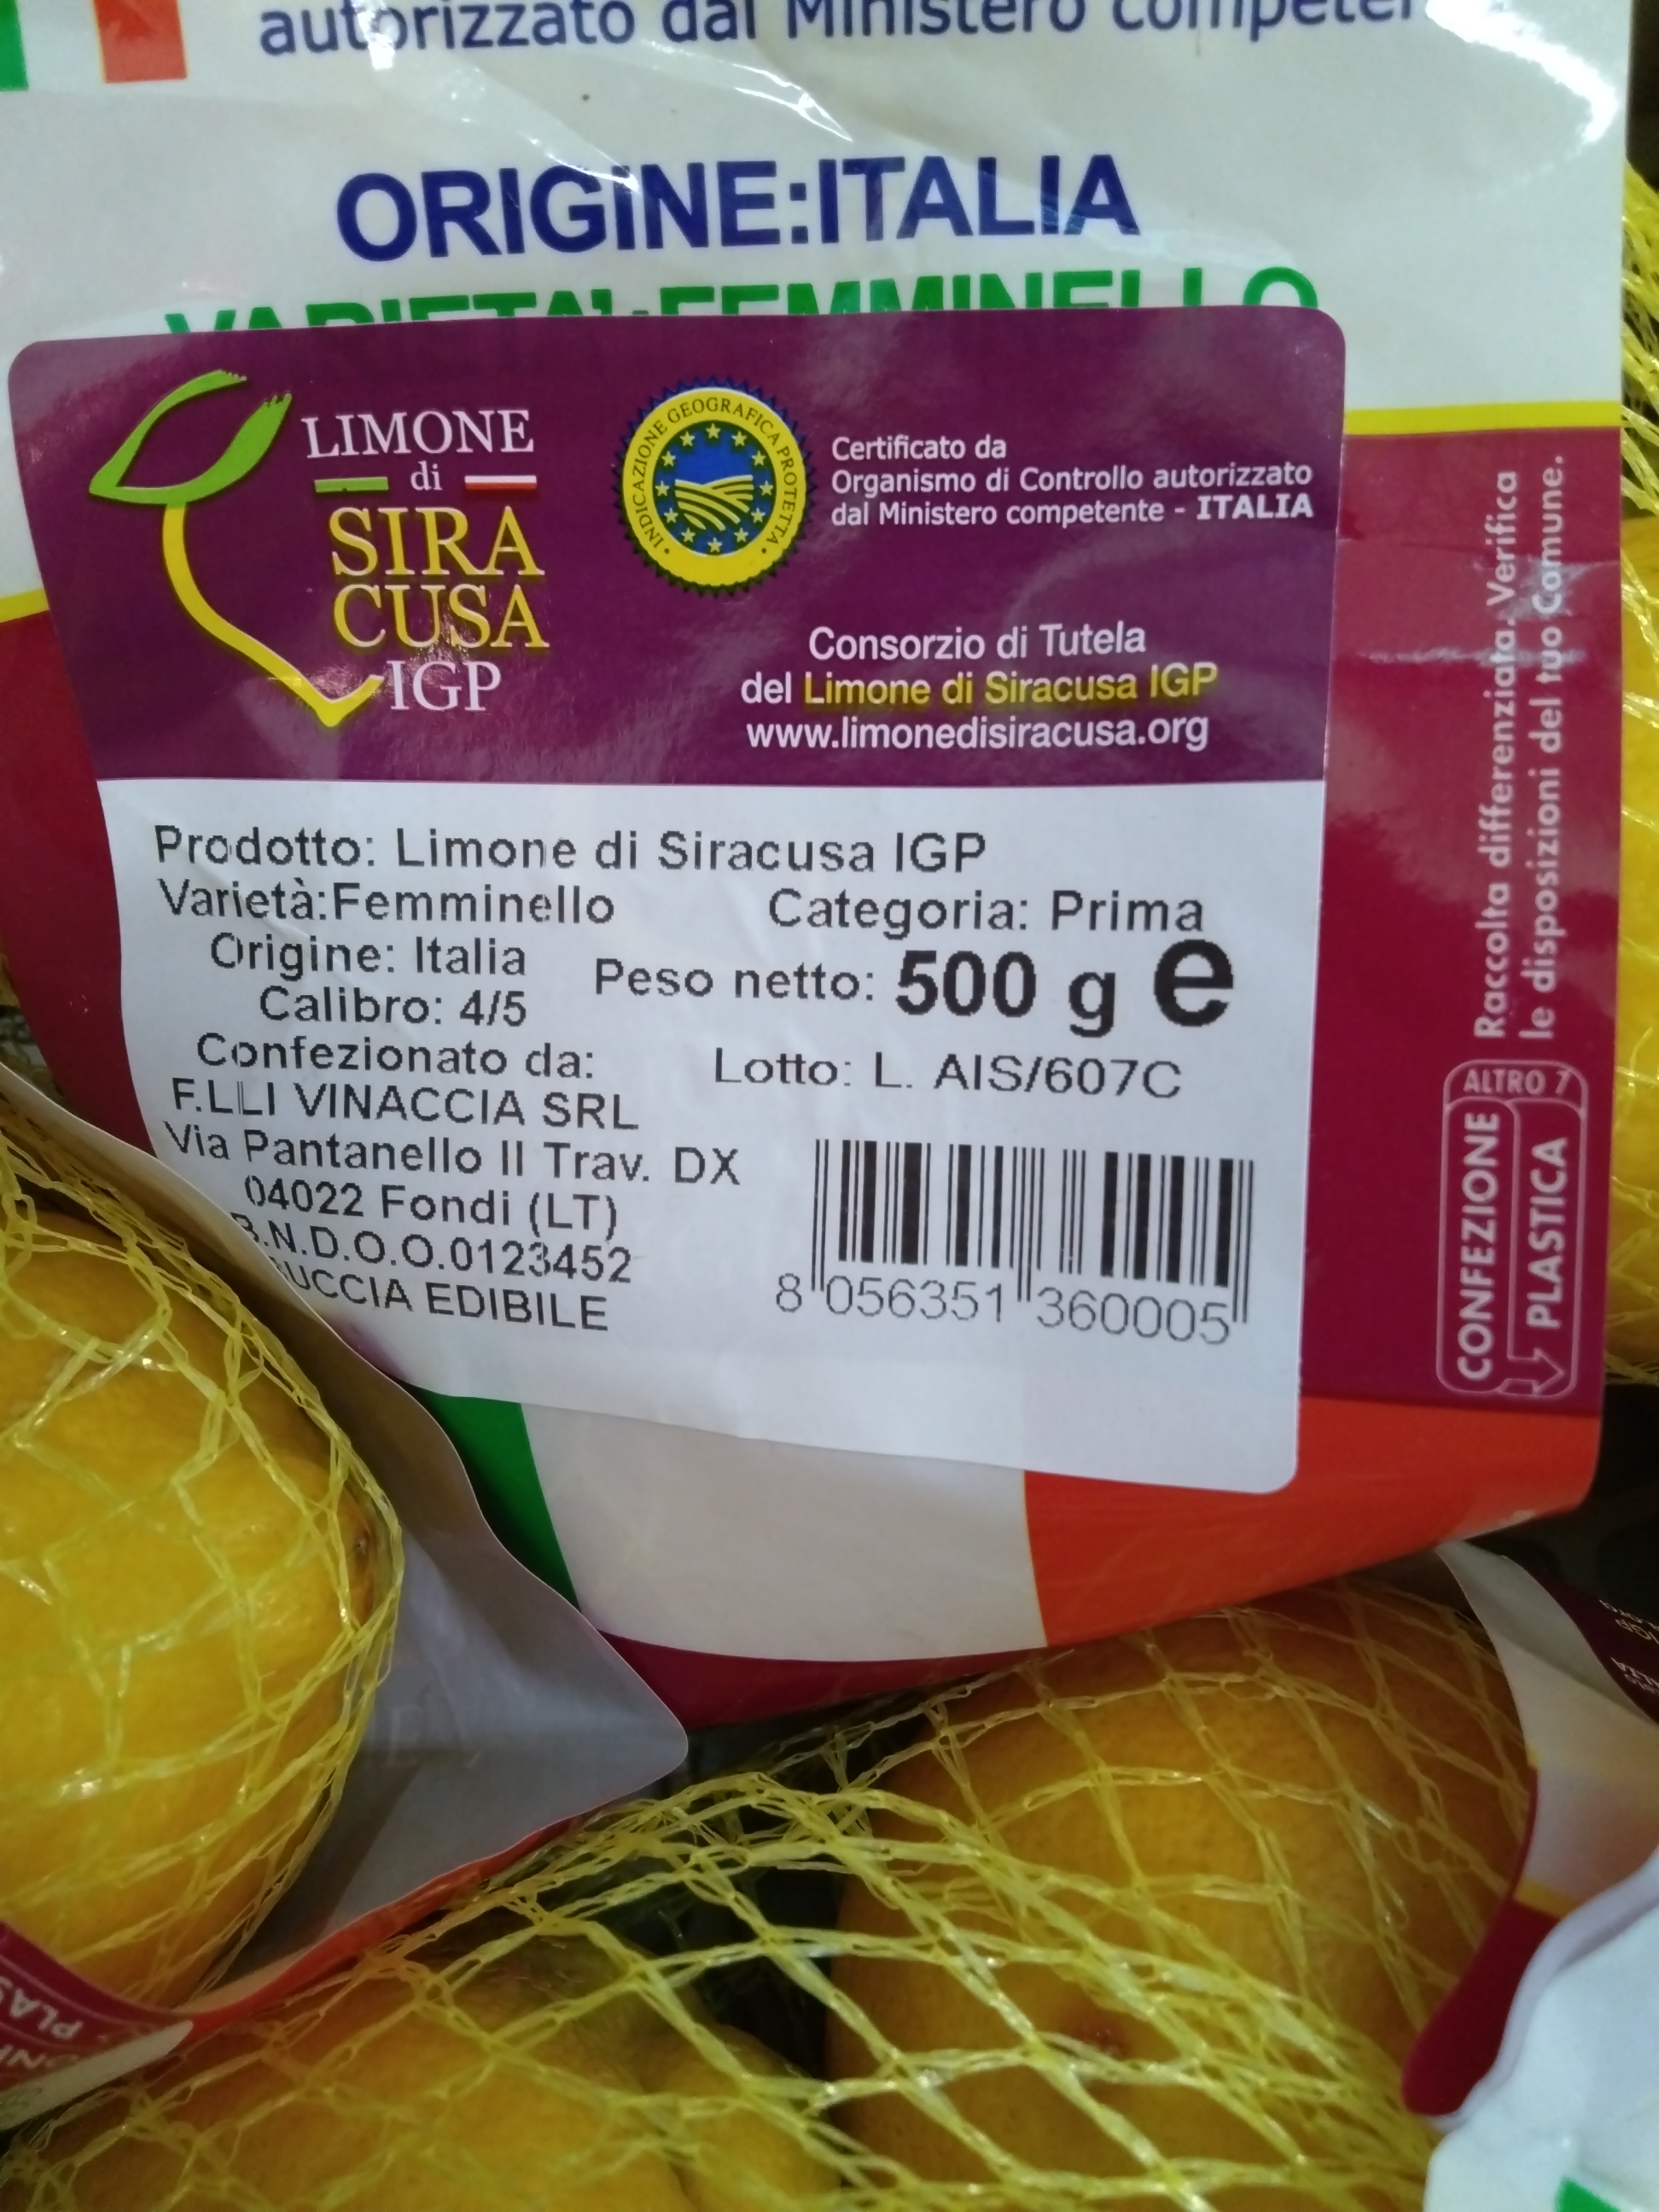 autorizzato dal Ministero
ORIGINE:ITALIA
VARIETA':FEMMINELLO
LIMONE
di
SIRA
CUSA
IGP
INDICAZIONE GEOGRAFICA PROTETTA
Certificato da
Organismo di Controllo autorizzato
dal Ministero competente - ITALIA
Consorzio di Tutela
del Limone di Siracusa IGP
www.limonedisiracusa.org
Prodotto: Limone di Siracusa IGP
Varietà:Femminello Categoria: Prima
Origine: Italia
Peso netto: 500 g e
Calibro: 4/5
Confezionato da:
Lotto: L. AIS/607C
F.LLI VINACCIA SRL
Via Pantanello II Trav. DX
04022 Fondi (LT)
B.N.D.O.O.0123452
BUCCIA EDIBILE
8 056351 360005
Raccolta differenziata. Verifica
le disposizioni del tuo Comune.
ALTRO 7
CONFEZIONE
PLASTICA